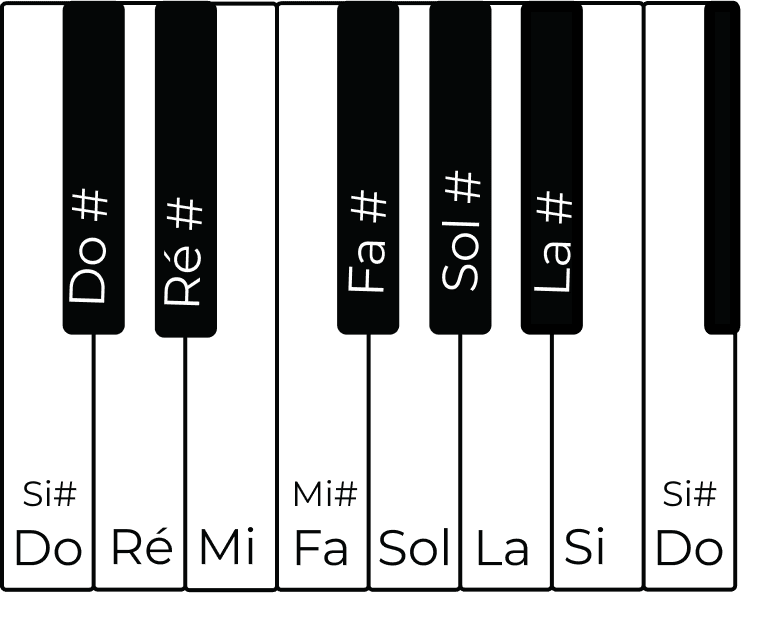 Do #
Ré #
Fa #
Sol #
La #
Si#
Mi#
Si#
Do
Ré
Mi
Fa
Sol
La
Si
Do